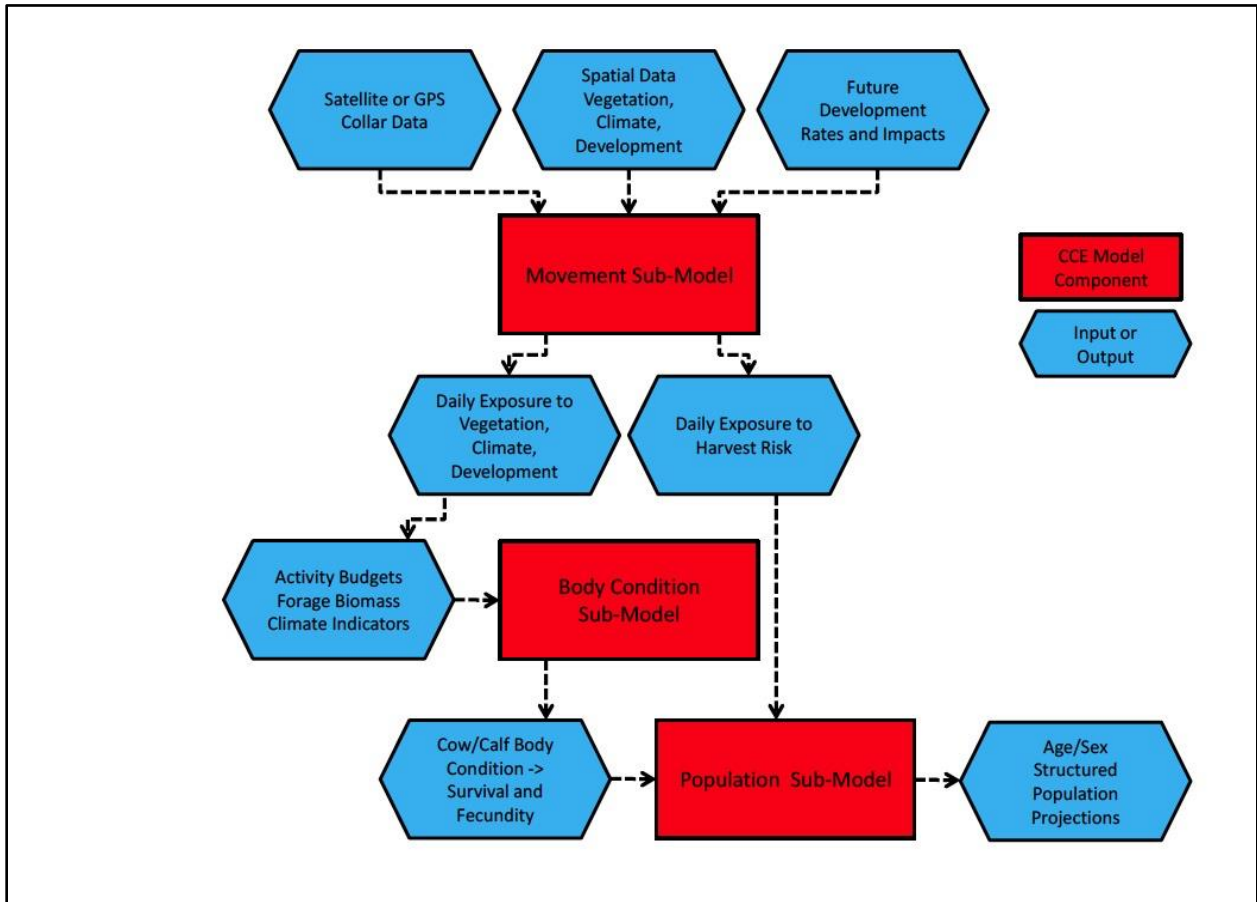 Satellite or GPS
Collar Data
Spatial Data
Vegetation,
Climate,
Development
Future
Development
Rates and Impacts
Movement Sub-Model
CCE Model
Component
Input or
Output
Daily Exposure to
Vegetation,
Climate,
Development
Daily Exposure to
Harvest Risk
Activity Budgets
Forage Biomass
Climate Indicators
Body Condition
Sub-Model
Cow/Calf Body
Condition ->
Survival and
Fecundity
Population Sub-Model
Age/Sex
Structured
Population
Projections